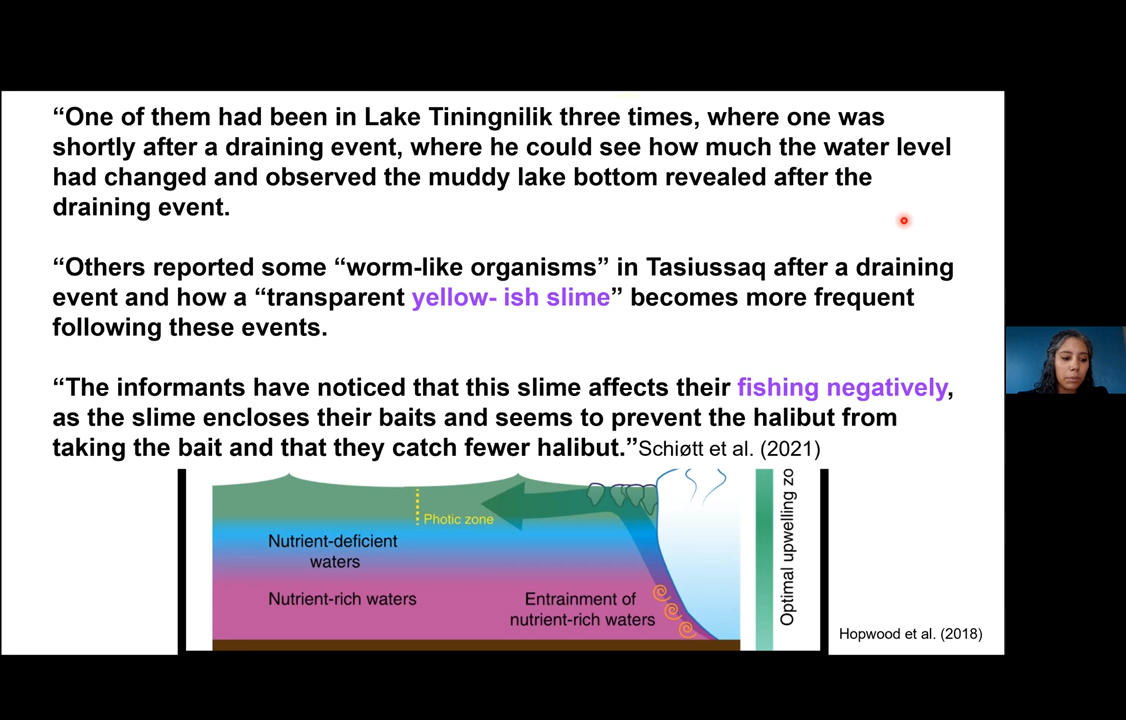 “One of them had been in Lake Tiningnilik three times, where one was
shortly after a draining event, where he could see how much the water level
had changed and observed the muddy lake bottom revealed after the
draining event.
“Others reported some “worm-like organisms” in Tasiussaq after a draining
event and how a “transparent yellow- ish slime” becomes more frequent
following these events.
“The informants have noticed that this slime affects their fishing negatively,
as the slime encloses their baits and seems to prevent the halibut from
taking the bait and that they catch fewer halibut.”Schiøtt et al. (2021)
Photic zone
Nutrient-deficient
waters
Nutrient-rich waters
Entrainment of
nutrient-rich waters
Optimal upwelling zo
Hopwood et al. (2018)